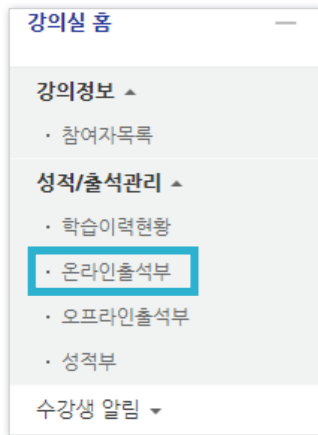 강의실 홈 —
강의정보 ▲
· 참여자목록
성적/출석관리 ▲
· 학습이력현황
· 온라인출석부
· 오프라인출석부
· 성적부
수강생 알림 ▼